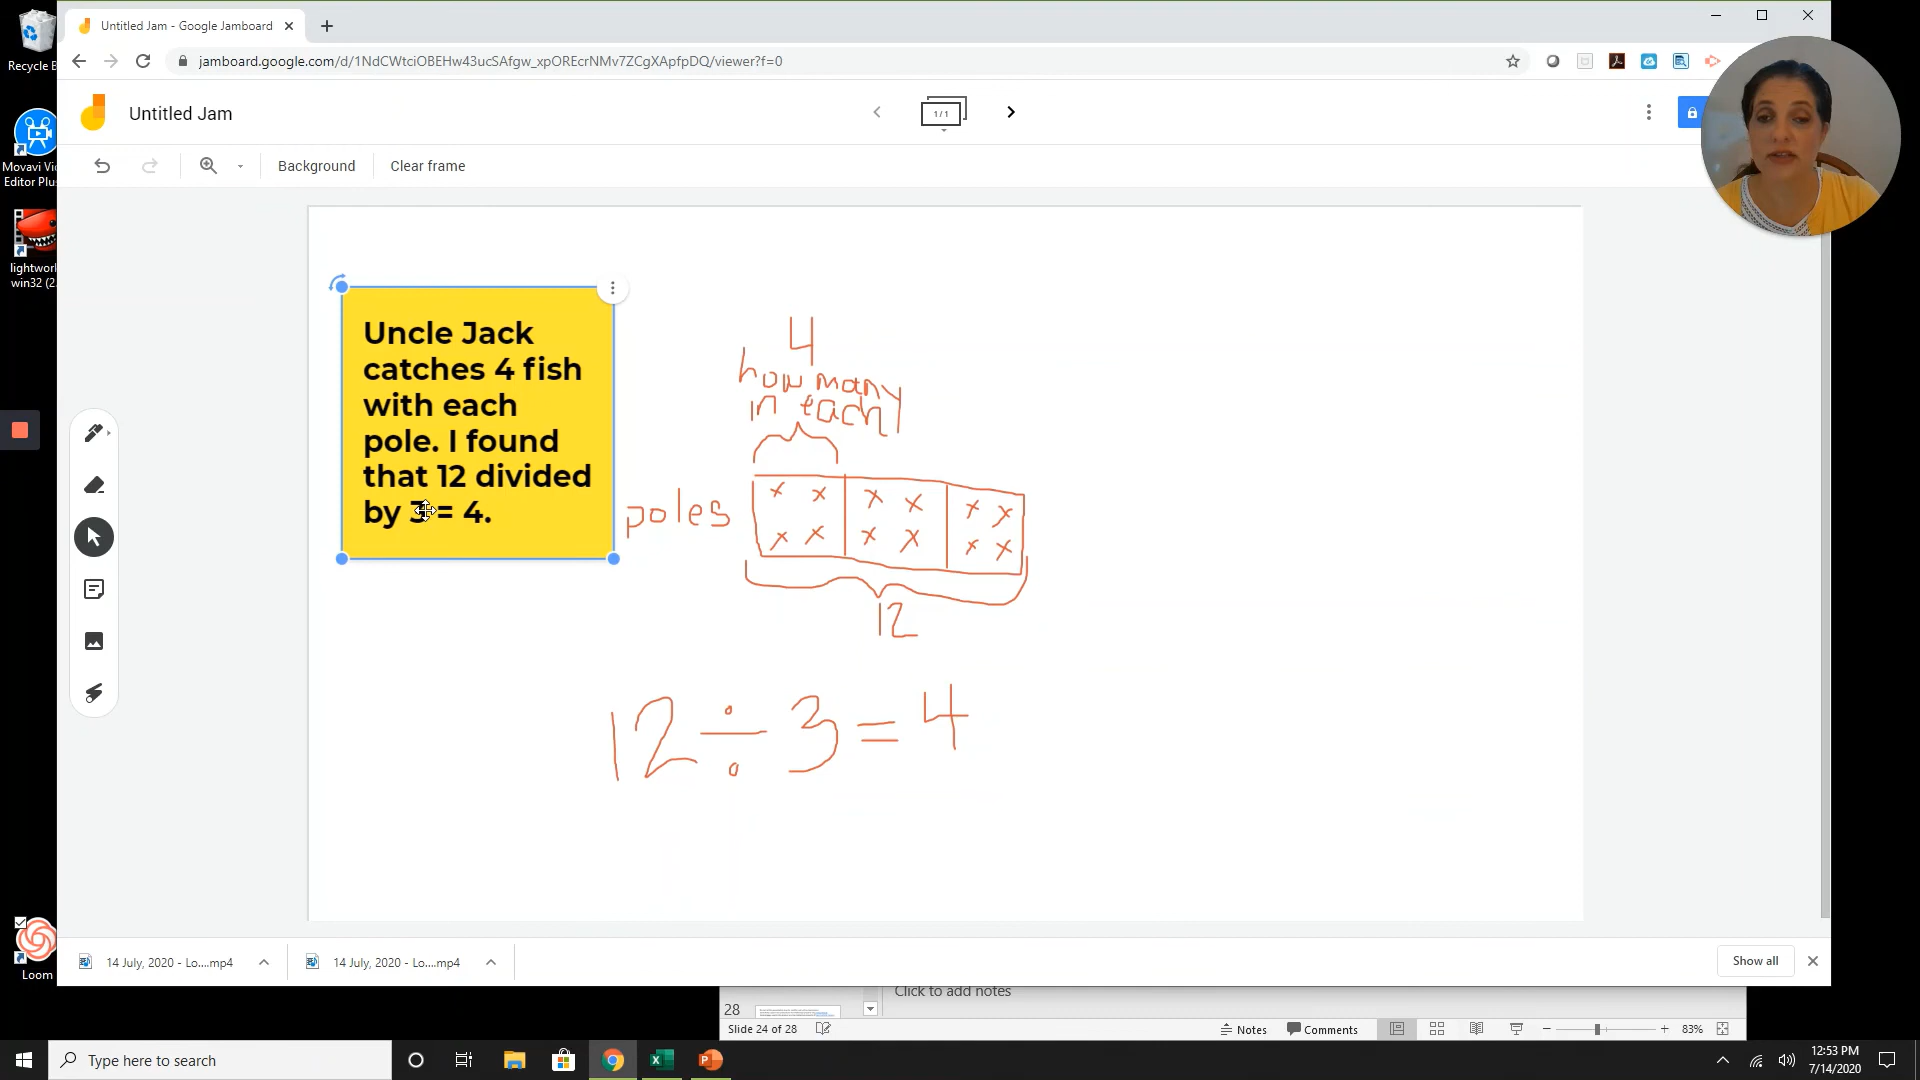 Untitled Jam - Google Jamboard
jamboard.google.com/d/1NdCWtciOBEHw43ucSAfgw_xpOREcrNMv7ZCgXApfpDQ/viewer?f=0
Recycle B
Untitled Jam
1/1
Movavi Vid
Editor Plus
Background
Clear frame
lightwork
win32 (2.
Uncle Jack
catches 4 fish
with each
pole. I found
that 12 divided
by 3 = 4.
4
how many
in each
poles
x x x x x x
x x x x x x
12
12 ÷ 3 = 4
Loom
14 July, 2020 - Lo....mp4
14 July, 2020 - Lo....mp4
Show all
Click to add notes
28
Slide 24 of 28
Notes
Comments
83%
Type here to search
12:53 PM
7/14/2020